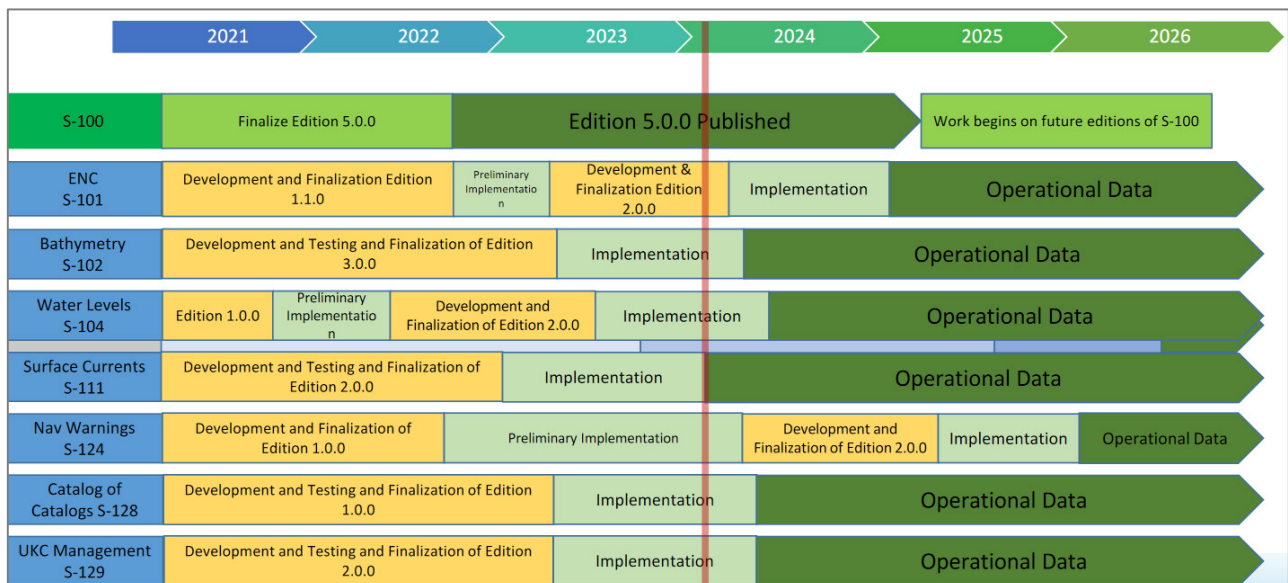 2021 2022 2023 2024 2025 2026
S-100
Finalize Edition 5.0.0
Edition 5.0.0 Published
Work begins on future editions of S-100
ENC
S-101
Development and Finalization Edition
1.1.0
Preliminary
Implementatio
n
Development &
Finalization Edition
2.0.0
Implementation
Operational Data
Bathymetry
S-102
Development and Testing and Finalization of Edition
3.0.0
Implementation
Operational Data
Water Levels
S-104
Edition 1.0.0
Preliminary
Implementatio
n
Development and
Finalization of Edition 2.0.0
Implementation
Operational Data
Surface Currents
S-111
Development and Testing and Finalization of
Edition 2.0.0
Implementation
Operational Data
Nav Warnings
S-124
Development and Finalization of
Edition 1.0.0
Preliminary Implementation
Development and
Finalization of Edition 2.0.0
Implementation
Operational Data
Catalog of
Catalogs S-128
Development and Testing and Finalization of Edition
1.0.0
Implementation
Operational Data
UKC Management
S-129
Development and Testing and Finalization of Edition
2.0.0
Implementation
Operational Data